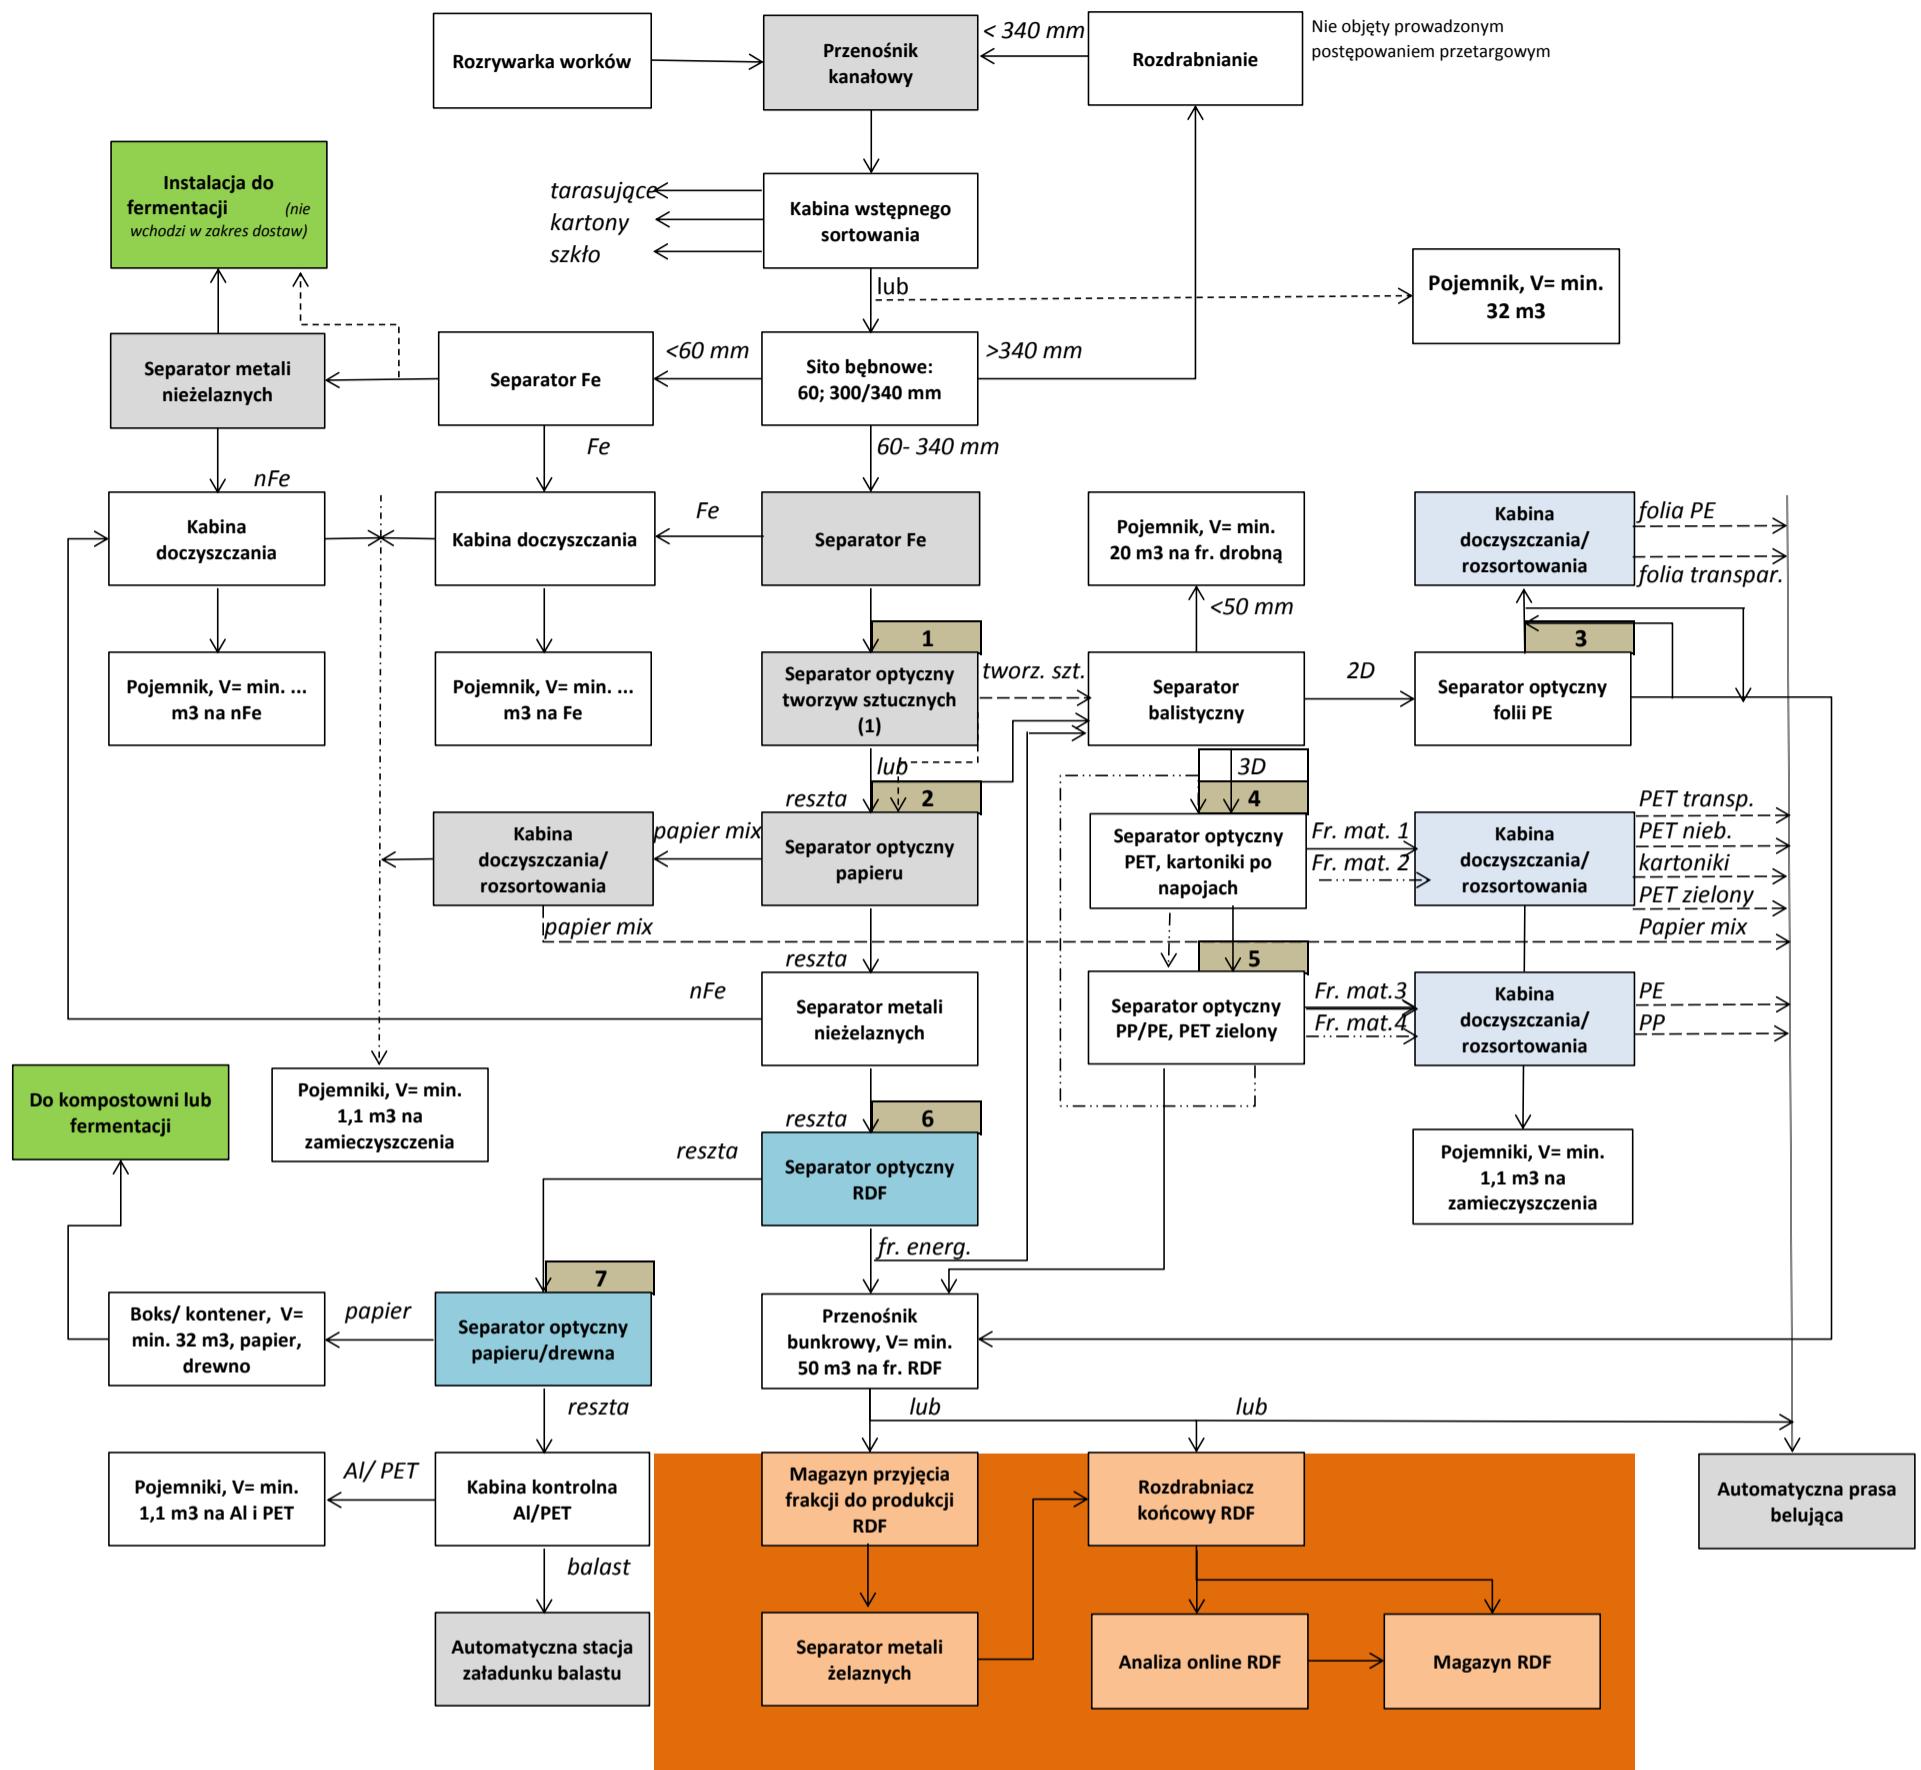 Rozrywarka worków
Przenośnik
kanałowy
< 340 mm
Rozdrabnianie
Nie objęty prowadzonym
postępowaniem przetargowym
Instalacja do
fermentacji (nie
wchodzi w zakres dostaw)
tarasujące
kartony
szkło
Kabina wstępnego
sortowania
lub
Pojemnik, V= min.
32 m3
Separator metali
nieżelaznych
Separator Fe
<60 mm
Sito bębnowe:
60; 300/340 mm
>340 mm
nFe
Fe
60- 340 mm
Kabina
doczyszczania
Kabina doczyszczania
Fe
Separator Fe
Pojemnik, V= min.
20 m3 na fr. drobną
<50 mm
Kabina
doczyszczania/
rozsortowania
folia PE
folia transpar.
Pojemnik, V= min. ...
m3 na nFe
Pojemnik, V= min. ...
m3 na Fe
1
Separator optyczny
tworzyw sztucznych
(1)
tworz. szt.
Separator
balistyczny
2D
3
Separator optyczny
folii PE
lub
reszta
2
3D
4
Kabina
doczyszczania/
rozsortowania
papier mix
Separator optyczny
papieru
Separator optyczny
PET, kartoniki po
napojach
Fr. mat. 1
Fr. mat. 2
Kabina
doczyszczania/
rozsortowania
PET transp.
PET nieb.
kartoniki
PET zielony
Papier mix
papier mix
reszta
5
nFe
Separator metali
nieżelaznych
Separator optyczny
PP/PE, PET zielony
Fr. mat.3
Fr. mat.4
Kabina
doczyszczania/
rozsortowania
PE
PP
Do kompostowni lub
fermentacji
Pojemniki, V= min.
1,1 m3 na
zamieczyszczenia
reszta
6
reszta
Separator optyczny
RDF
Pojemniki, V= min.
1,1 m3 na
zamieczyszczenia
fr. energ.
7
Boks/ kontener, V=
min. 32 m3, papier,
drewno
papier
Separator optyczny
papieru/drewna
Przenośnik
bunkrowy, V= min.
50 m3 na fr. RDF
reszta
lub
lub
Pojemniki, V= min.
1,1 m3 na Al i PET
Al/ PET
Kabina kontrolna
Al/PET
Magazyn przyjęcia
frakcji do produkcji
RDF
Rozdrabniacz
końcowy RDF
Automatyczna prasa
belująca
balast
Automatyczna stacja
załadunku balastu
Separator metali
żelaznych
Analiza online RDF
Magazyn RDF